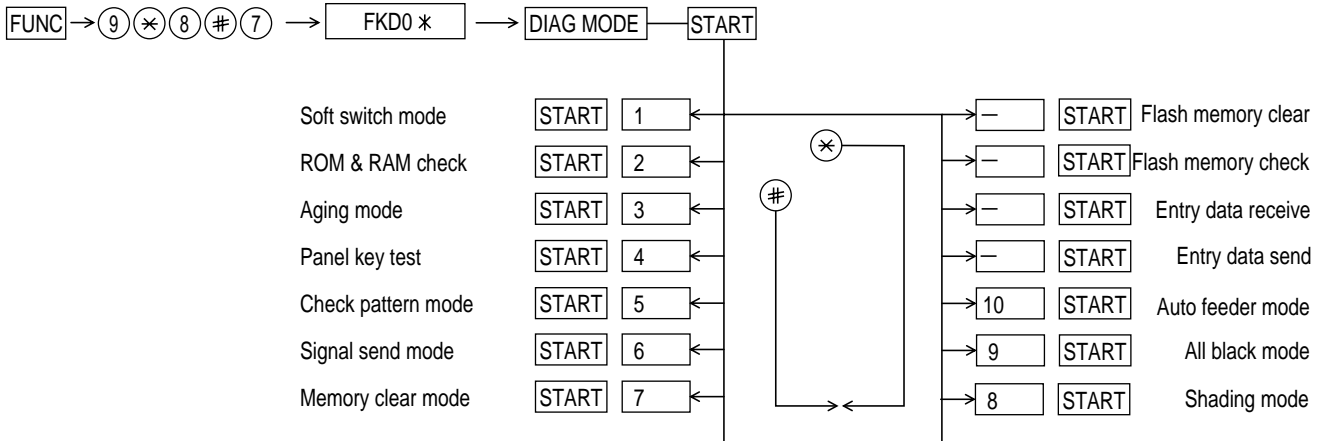 FUNC 9 * 8 # 7 FKD0 * DIAG MODE START
Soft switch mode START 1 – START Flash memory clear
ROM & RAM check START 2 – START Flash memory check
Aging mode START 3 – START Entry data receive
Panel key test START 4 – START Entry data send
Check pattern mode START 5 10 START Auto feeder mode
Signal send mode START 6 9 START All black mode
Memory clear mode START 7 8 START Shading mode
*
#